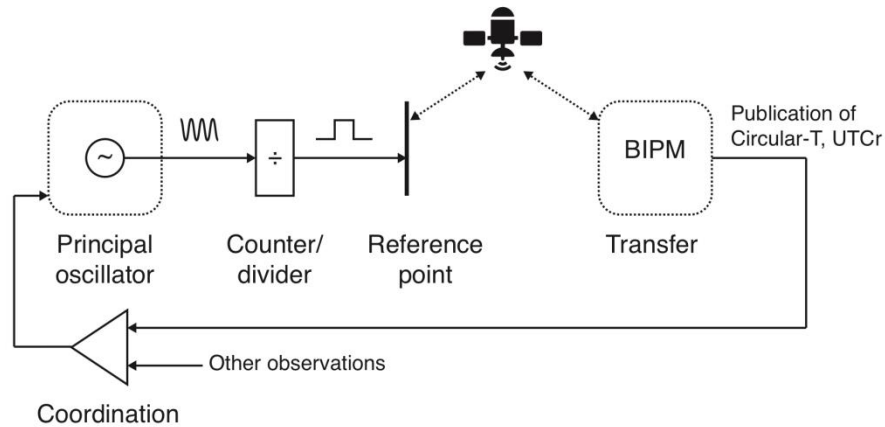 Publication of
Circular-T, UTCr
~
÷
BIPM
Principal
oscillator
Counter/
divider
Reference
point
Transfer
Other observations
Coordination